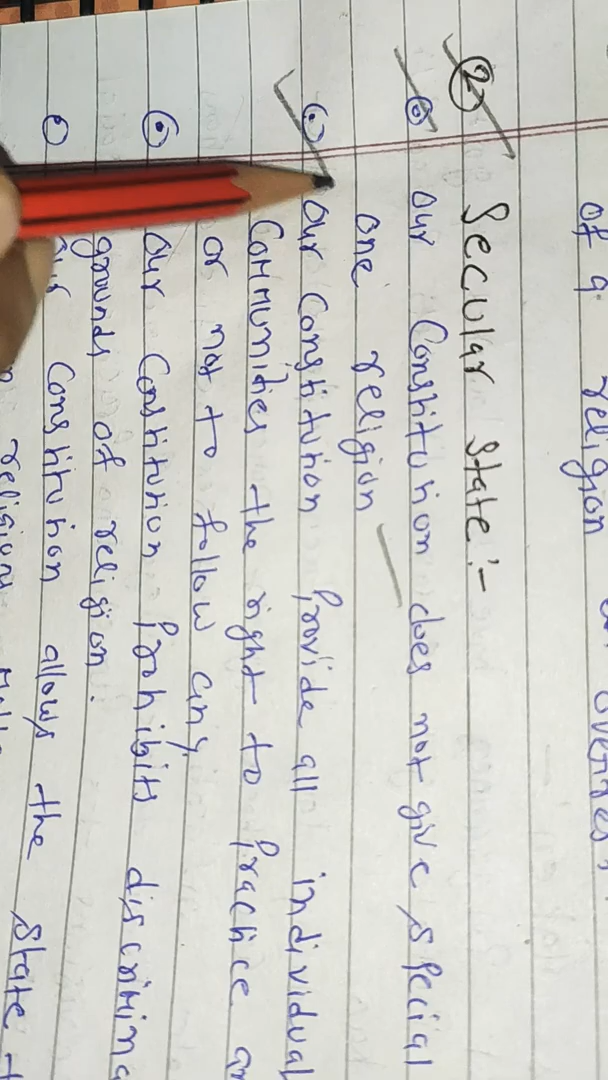 of a religion
② Secular State:-
our Constitution does not give special
one religion
our Constitution Provide all individual
Communities the right to Practice
or not to follow any
our Constitution Prohibits
grounds of religion.
our Constitution allows the State
religion